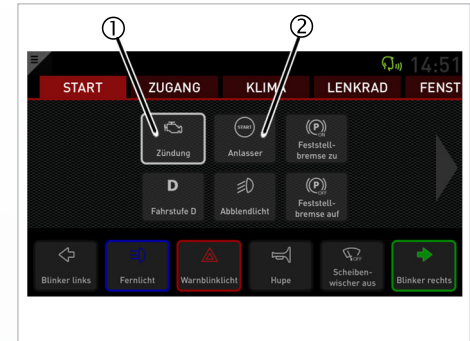 1 2
14:51
START ZUGANG KLIMA LENKRAD FENST
START (P) ON
Zündung Anlasser Feststell-
bremse zu
D (P) OFF
Fahrstufe D Abblendlicht Feststell-
bremse auf
OFF
Blinker links Fernlicht Warnblinklicht Hupe Scheiben-
wischer aus Blinker rechts